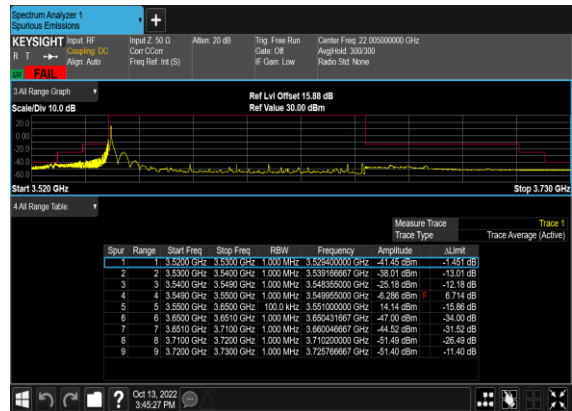 Spectrum Analyzer 1
Spurious Emissions
+
KEYSIGHT Input: RF Input Z: 50 Ω Atten: 20 dB Trig: Free Run Center Freq: 22.005000000 GHz
R T Coupling: DC Corr CCorr Gate: Off Avg|Hold: 300/300
Align: Auto Freq Ref: Int (S) IF Gain: Low Radio Std: None
FAIL
3 All Range Graph
Ref Lvl Offset 15.88 dB
Scale/Div 10.0 dB Ref Value 30.00 dBm
20.0
0.00
-20.0
-40.0
-60.0
Start 3.520 GHz Stop 3.730 GHz
4 All Range Table
Measure Trace Trace 1
Trace Type Trace Average (Active)
Spur Range Start Freq Stop Freq RBW Frequency Amplitude ΔLimit
1 1 3.5200 GHz 3.5300 GHz 1.000 MHz 3.529400000 GHz -41.45 dBm -1.451 dB
2 2 3.5300 GHz 3.5400 GHz 1.000 MHz 3.539166667 GHz -38.01 dBm -13.01 dB
3 3 3.5400 GHz 3.5490 GHz 1.000 MHz 3.548355000 GHz -25.18 dBm -12.18 dB
4 4 3.5490 GHz 3.5500 GHz 1.000 MHz 3.549955000 GHz -6.286 dBm F 6.714 dB
5 5 3.5500 GHz 3.6500 GHz 100.0 kHz 3.551000000 GHz 14.14 dBm -15.86 dB
6 6 3.6500 GHz 3.6510 GHz 1.000 MHz 3.650431667 GHz -47.00 dBm -34.00 dB
7 7 3.6510 GHz 3.7100 GHz 1.000 MHz 3.660046667 GHz -44.52 dBm -31.52 dB
8 8 3.7100 GHz 3.7200 GHz 1.000 MHz 3.710200000 GHz -51.49 dBm -26.49 dB
9 9 3.7200 GHz 3.7300 GHz 1.000 MHz 3.725766667 GHz -51.40 dBm -11.40 dB
? Oct 13, 2022
3:45:27 PM